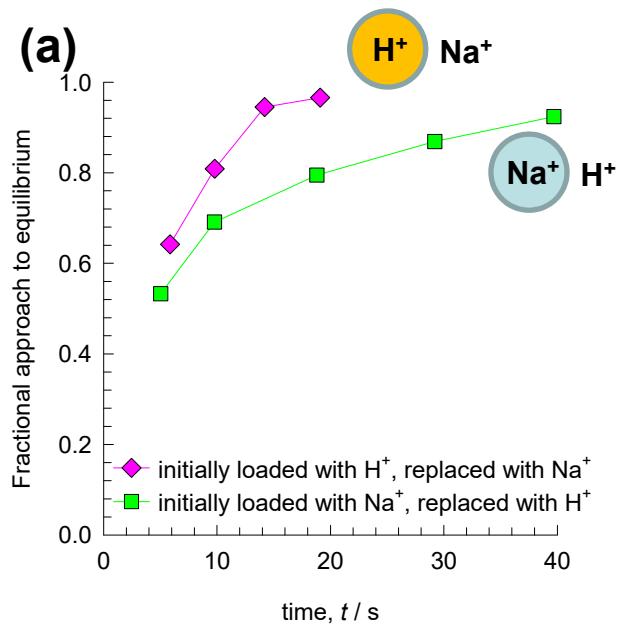 (a)
H⁺ Na⁺
1.0
0.8
0.6
0.4
0.2
0.0
Fractional approach to equilibrium
Na⁺ H⁺
initially loaded with H⁺, replaced with Na⁺
initially loaded with Na⁺, replaced with H⁺
0 10 20 30 40
time, t / s